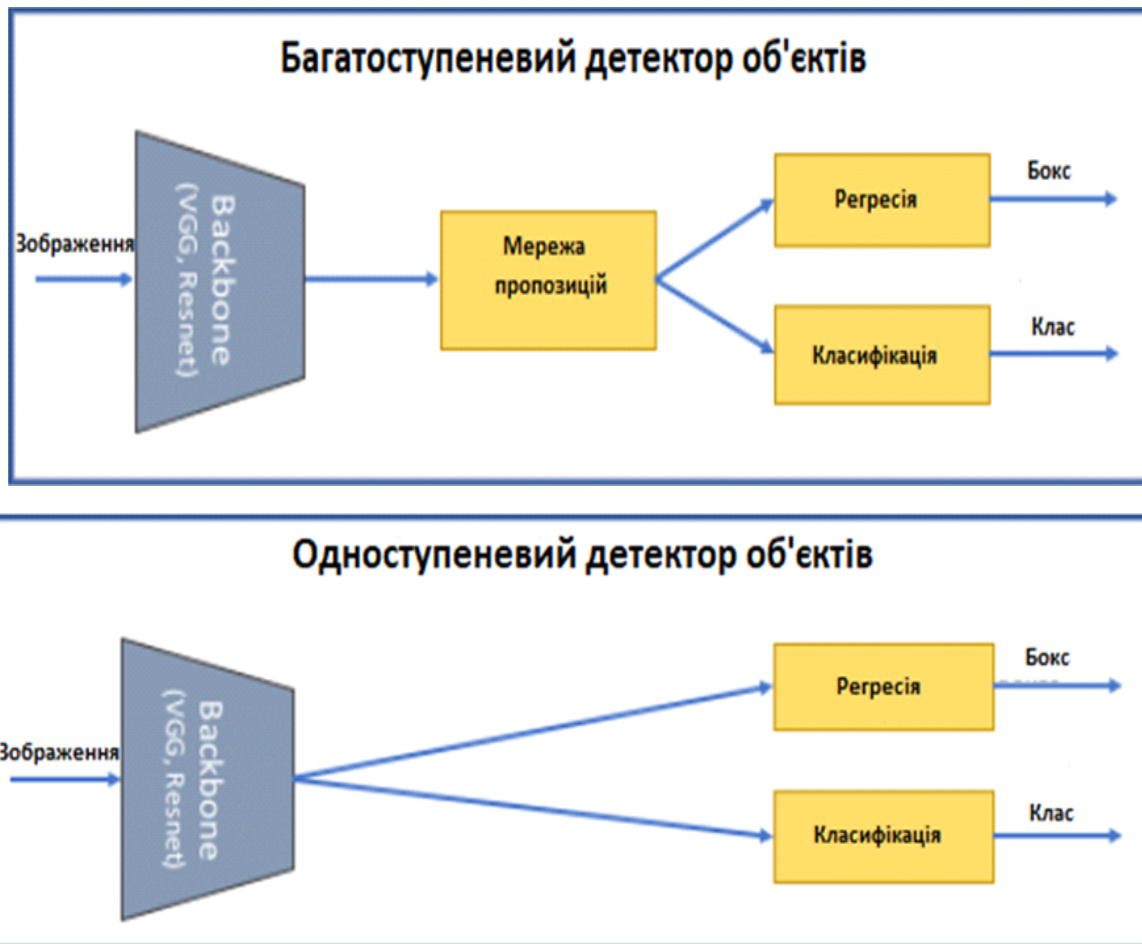 Багатоступеневий детектор об'єктів
Зображення
Backbone
(VGG, Resnet)
Мережа
пропозицій
Регресія
Бокс
Класифікація
Клас
Одноступеневий детектор об'єктів
Зображення
Backbone
(VGG, Resnet)
Регресія
Бокс
Класифікація
Клас